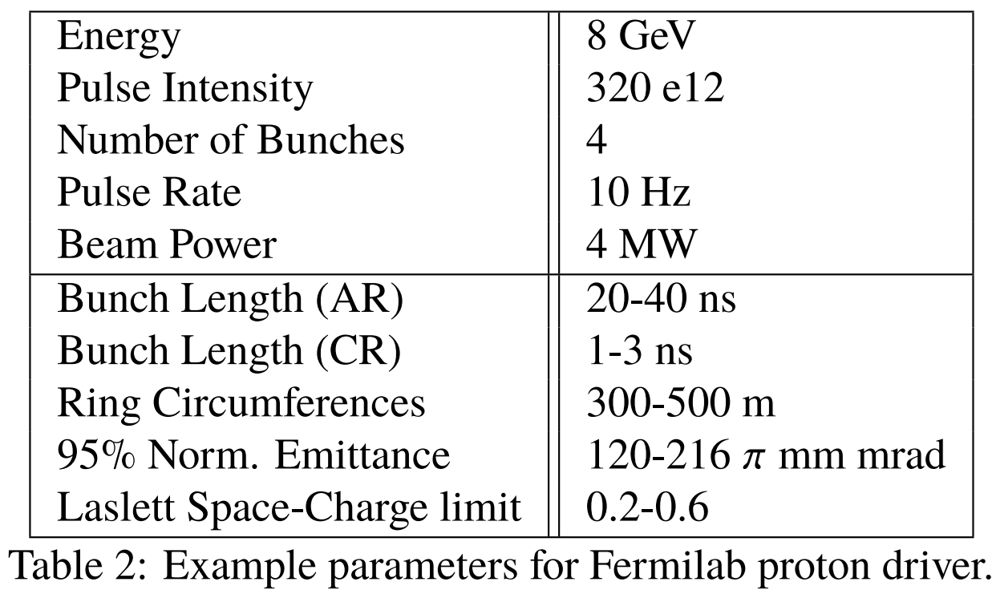 Energy 8 GeV
Pulse Intensity 320 e12
Number of Bunches 4
Pulse Rate 10 Hz
Beam Power 4 MW
Bunch Length (AR) 20-40 ns
Bunch Length (CR) 1-3 ns
Ring Circumferences 300-500 m
95% Norm. Emittance 120-216 π mm mrad
Laslett Space-Charge limit 0.2-0.6
Table 2: Example parameters for Fermilab proton driver.